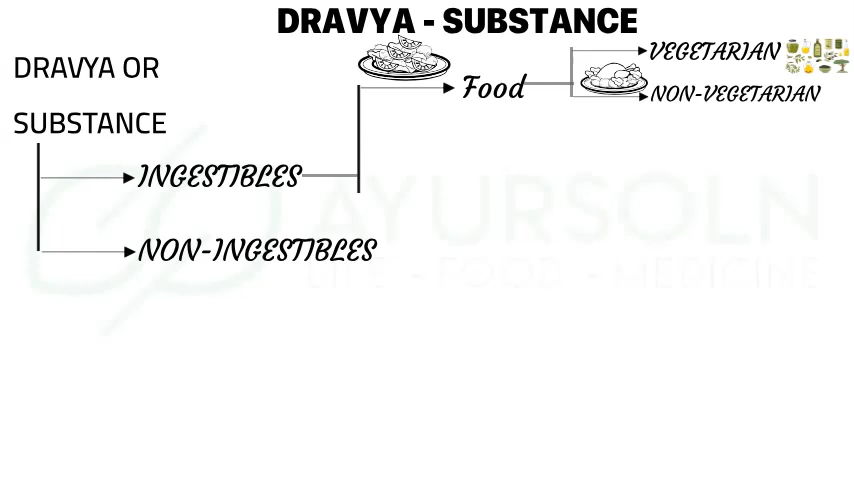 DRAVYA - SUBSTANCE
DRAVYA OR
SUBSTANCE
INGESTIBLES
NON-INGESTIBLES
Food
VEGETARIAN
NON-VEGETARIAN
AYURSOLN
LIFE - FOOD - MEDICINE